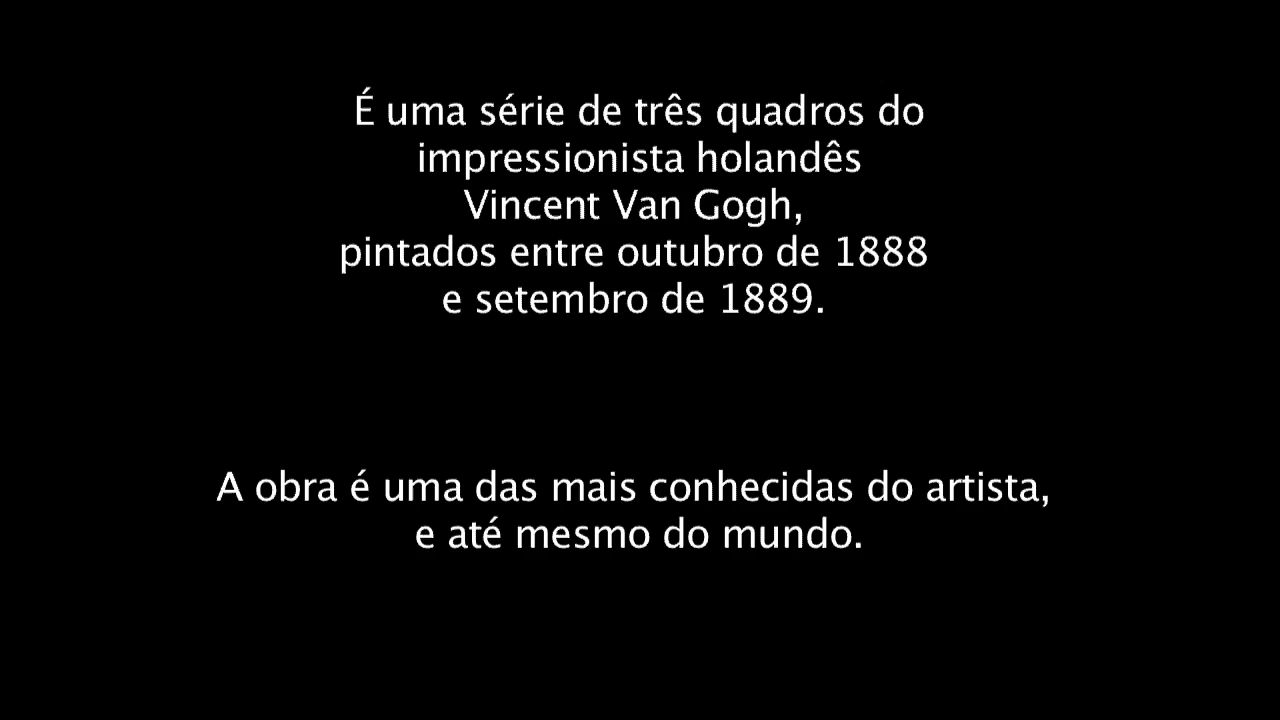 É uma série de três quadros do
impressionista holandês
Vincent Van Gogh,
pintados entre outubro de 1888
e setembro de 1889.
A obra é uma das mais conhecidas do artista,
e até mesmo do mundo.